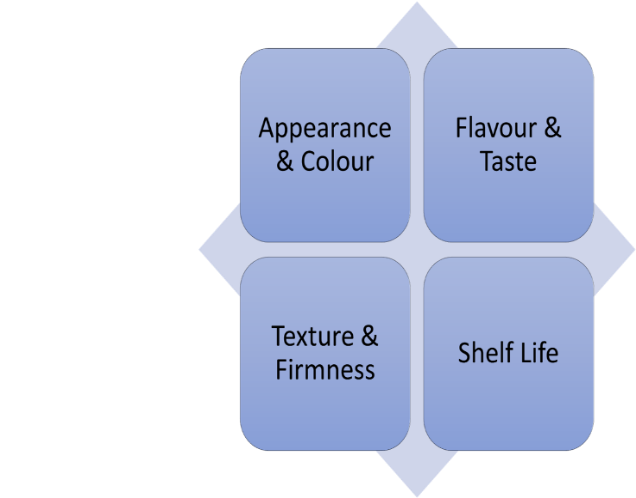 Appearance
& Colour
Flavour &
Taste
Texture &
Firmness
Shelf Life